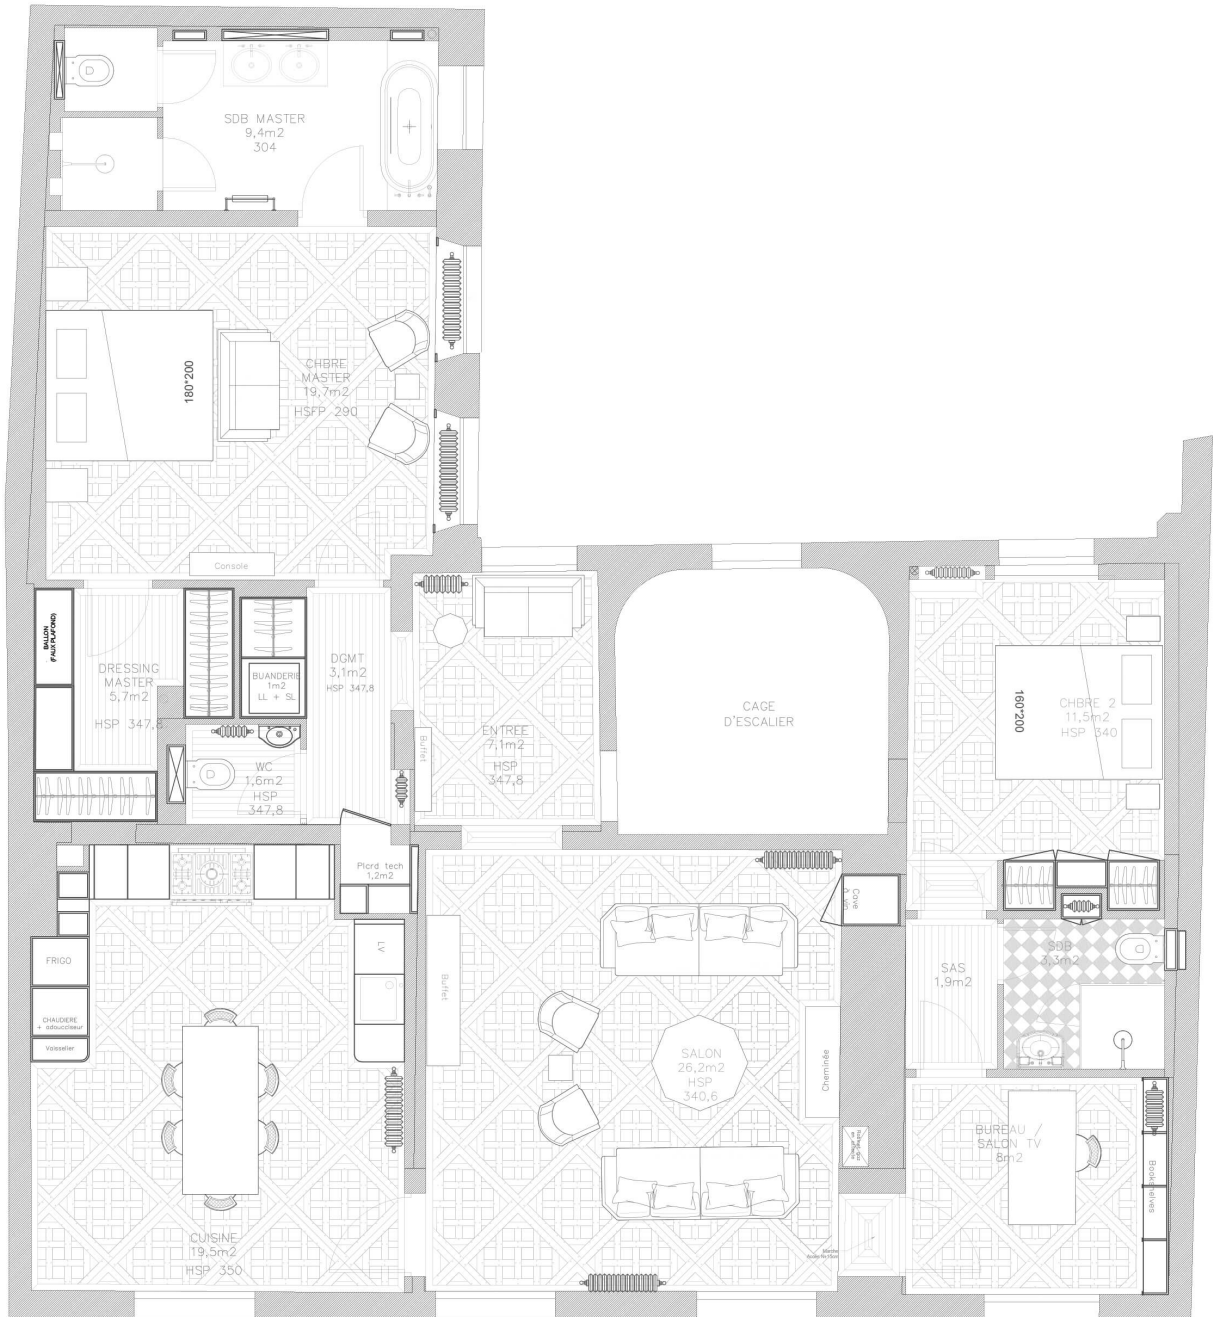 SDB MASTER
9,4m2
304
180*200
CHBRE
MASTER
19,7m2
HSFP 290
Console
BALLON
(FAUX PLAFOND)
DRESSING
MASTER
5,7m2
HSP 347,8
BUANDERIE
1m2
LL + SL
DGMT
3,1m2
HSP 347,8
WC
1,6m2
HSP
347,8
Buffet
ENTREE
7,1m2
HSP
347,8
CAGE
D'ESCALIER
160*200
CHBRE 2
11,5m2
HSP 340
Placrd tech
1,2m2
Cave
à vin
FRIGO
CHAUDIERE
+ adoucisseur
Vaisselier
LV
Buffet
SALON
26,2m2
HSP
340,6
Cheminée
SAS
1,9m2
SDB
3,3m2
BUREAU /
SALON TV
8m2
Bookshelves
CUISINE
19,5m2
HSP 350